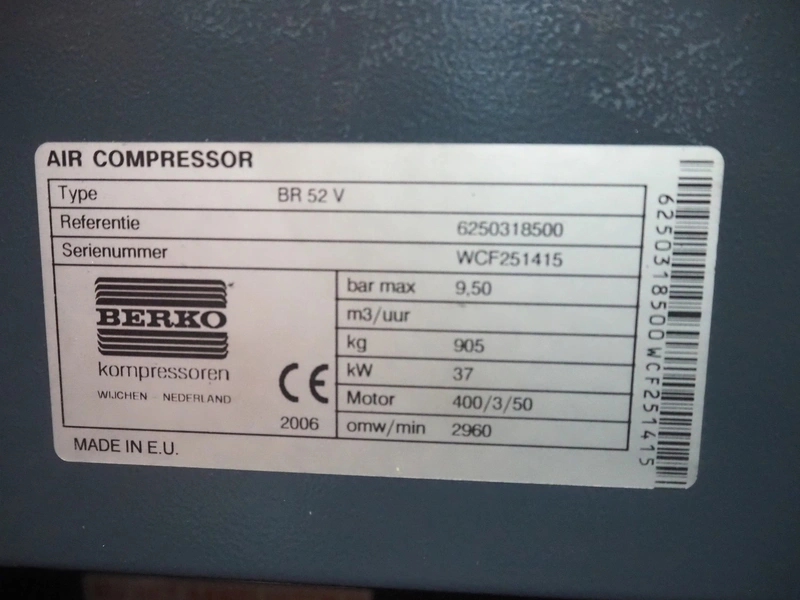 AIR COMPRESSOR
Type BR 52 V
Referentie 6250318500
Serienummer WCF251415
BERKO
kompressoren
WIJCHEN - NEDERLAND
CE
2006
bar max 9,50
m3/uur
kg 905
kW 37
Motor 400/3/50
omw/min 2960
MADE IN E.U.
6250318500WCF251415